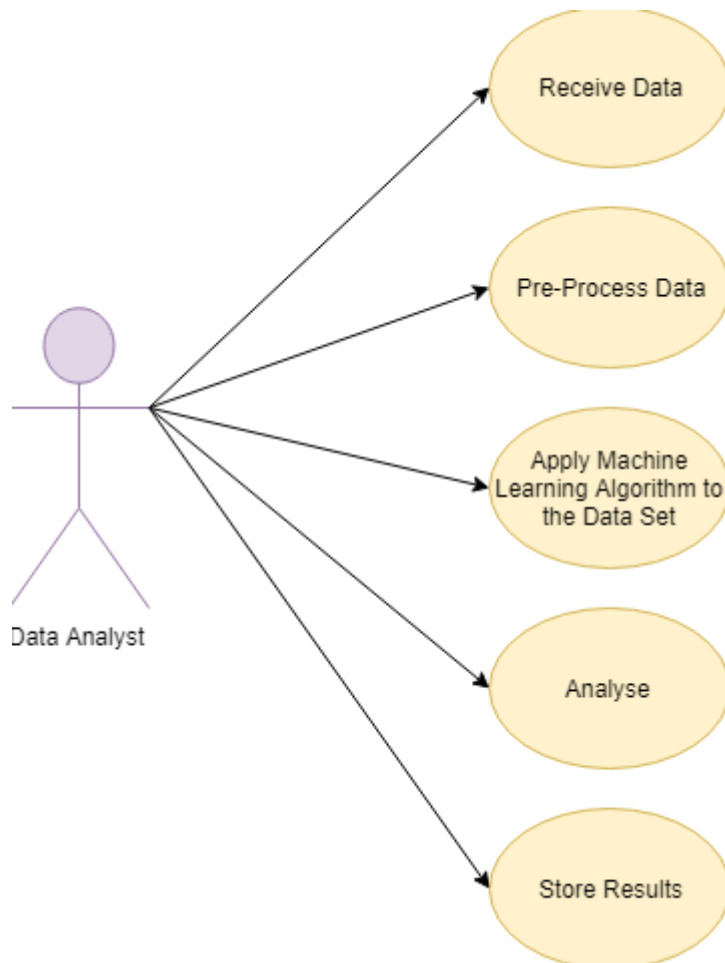 Receive Data
Pre-Process Data
Apply Machine
Learning Algorithm to
the Data Set
Data Analyst
Analyse
Store Results